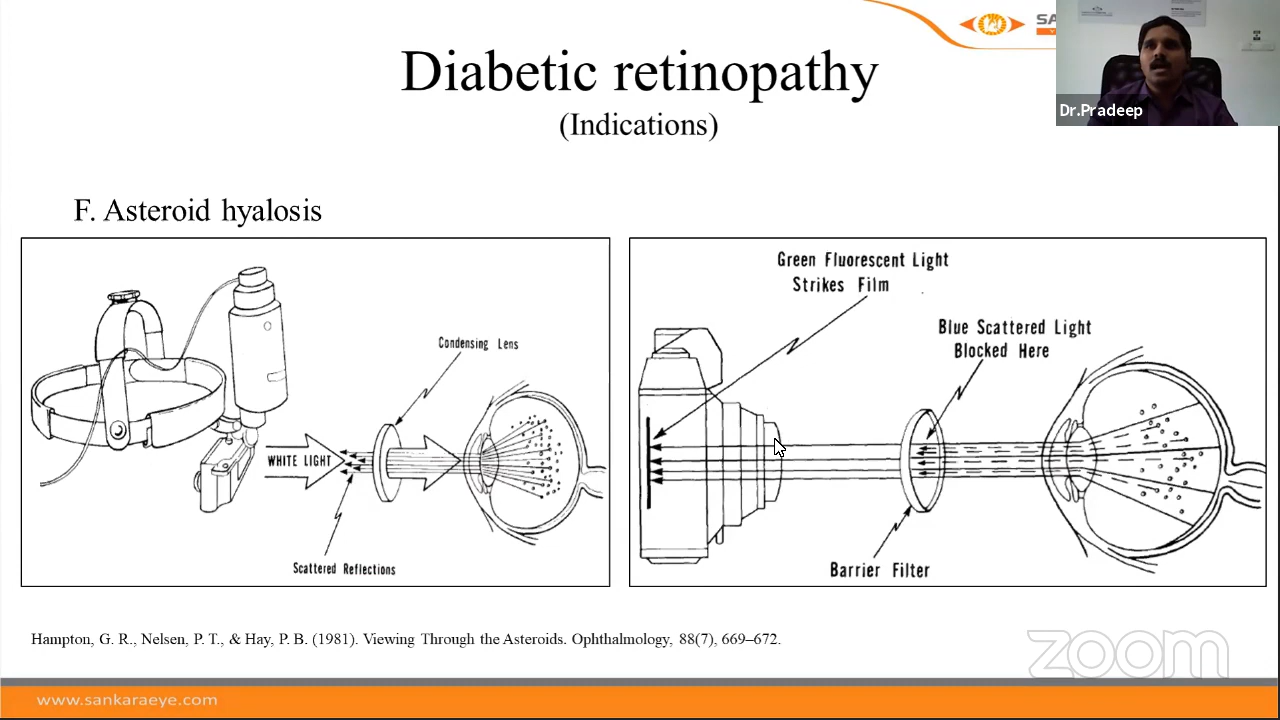 Diabetic retinopathy
(Indications)
SA
Dr.Pradeep
F. Asteroid hyalosis
Condensing Lens
WHITE LIGHT
Scattered Reflections
Green Fluorescent Light
Strikes Film
Blue Scattered Light
Blocked Here
Barrier Filter
Hampton, G. R., Nelsen, P. T., & Hay, P. B. (1981). Viewing Through the Asteroids. Ophthalmology, 88(7), 669–672.
zoom
www.sankaraeye.com